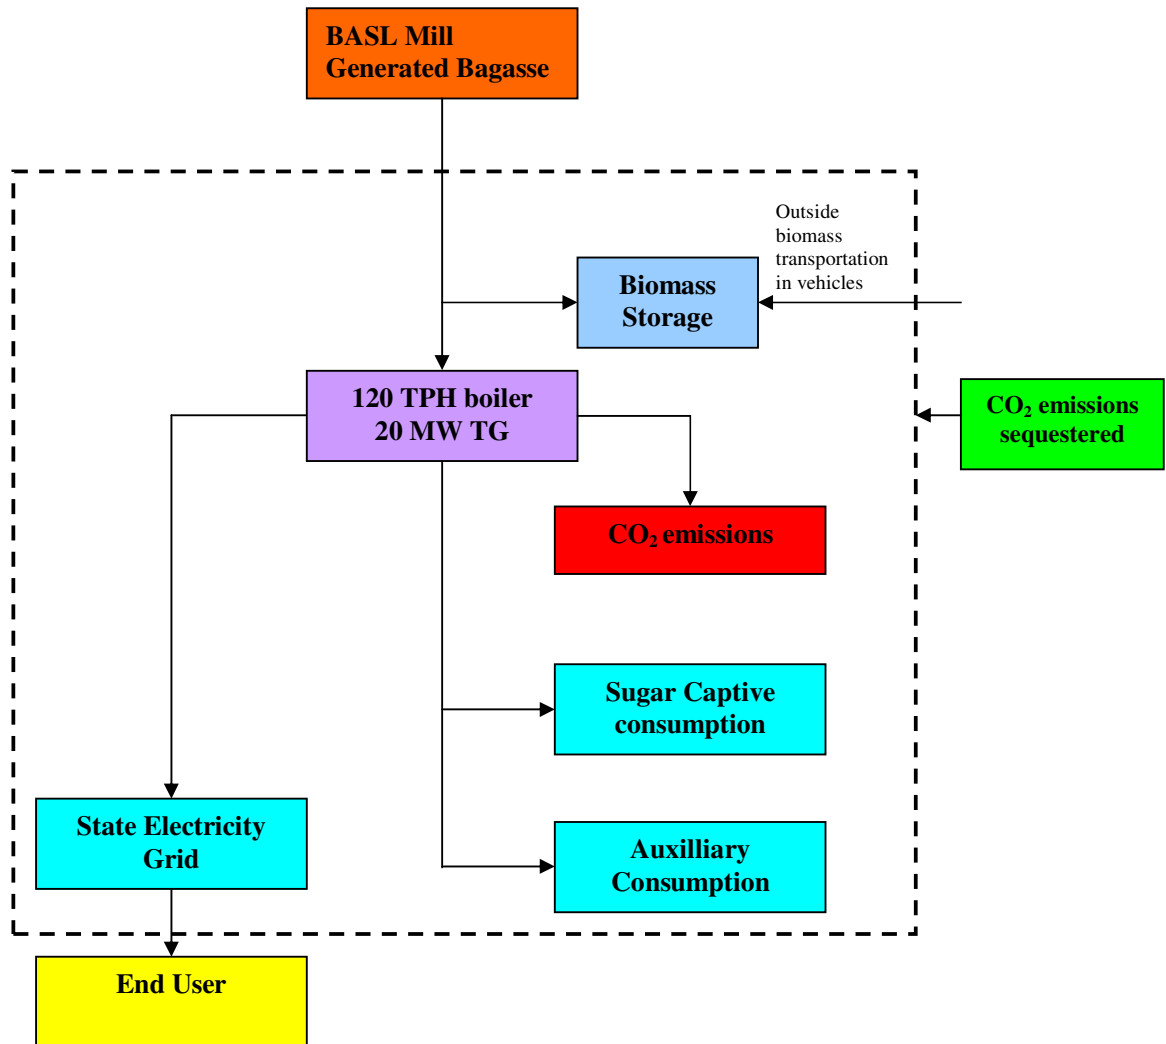 BASL Mill
Generated Bagasse
Outside
biomass
transportation
in vehicles
Biomass
Storage
120 TPH boiler
20 MW TG
CO₂ emissions
sequestered
CO₂ emissions
Sugar Captive
consumption
State Electricity
Grid
Auxilliary
Consumption
End User